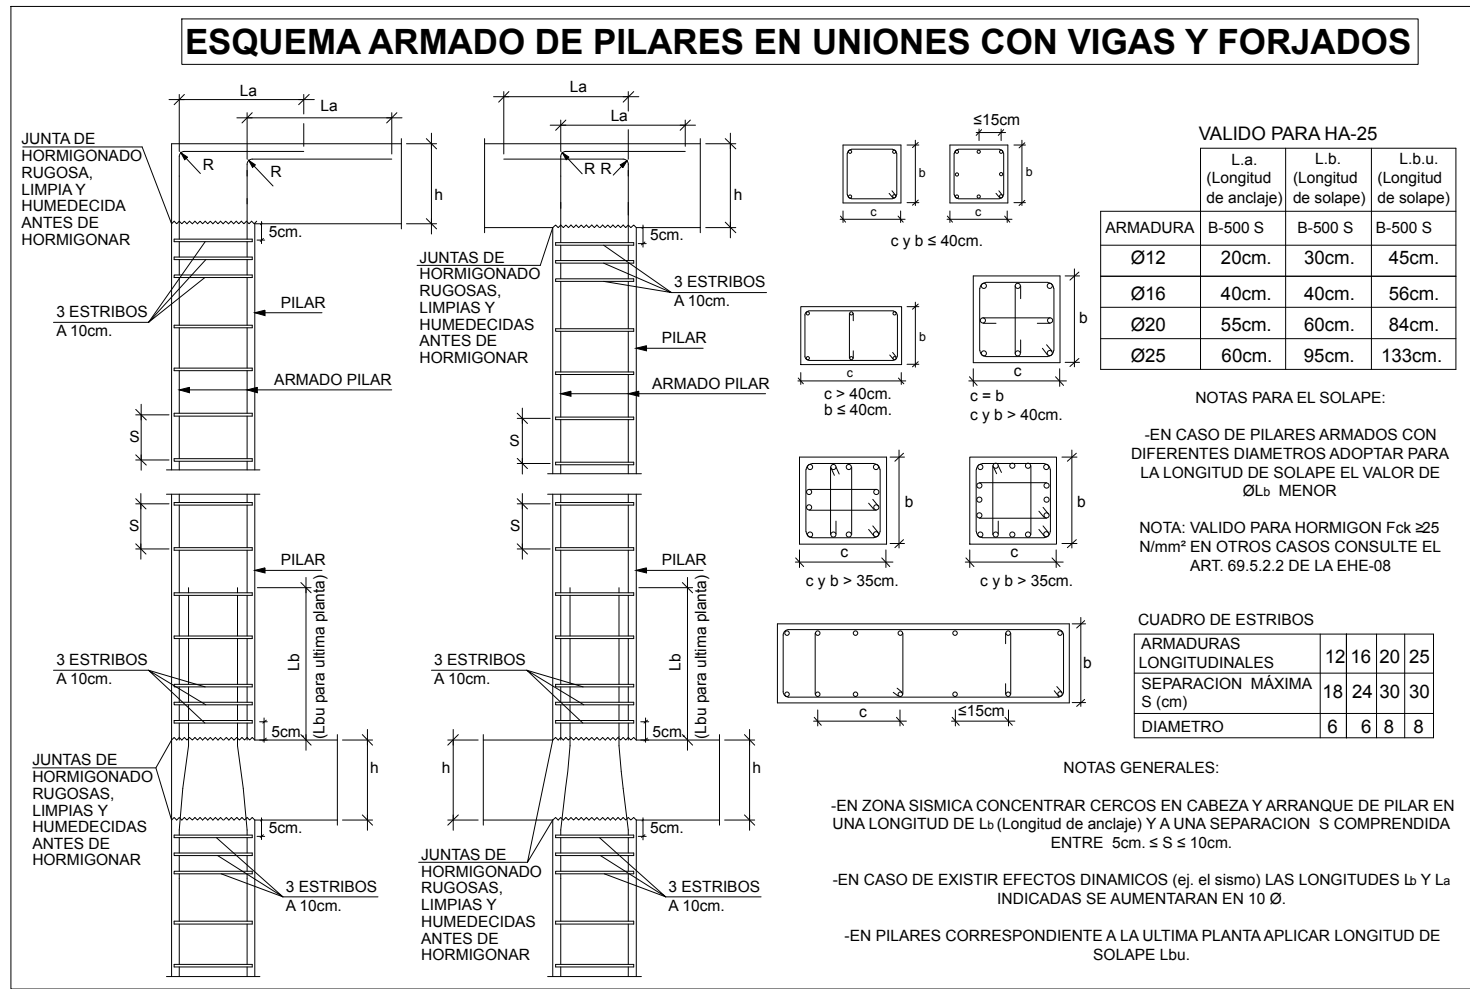 ESQUEMA ARMADO DE PILARES EN UNIONES CON VIGAS Y FORJADOS
La
La
JUNTA DE
HORMIGONADO
RUGOSA,
LIMPIA Y
HUMEDECIDA
ANTES DE
HORMIGONAR
R
R
h
5cm.
3 ESTRIBOS
A 10cm.
PILAR
ARMADO PILAR
S
La
La
R R
h
5cm.
JUNTAS DE
HORMIGONADO
RUGOSAS,
LIMPIAS Y
HUMEDECIDAS
ANTES DE
HORMIGONAR
3 ESTRIBOS
A 10cm.
PILAR
ARMADO PILAR
S
S
PILAR
3 ESTRIBOS
A 10cm.
Lb
(Lbu para ultima planta)
5cm.
JUNTAS DE
HORMIGONADO
RUGOSAS,
LIMPIAS Y
HUMEDECIDAS
ANTES DE
HORMIGONAR
h
5cm.
3 ESTRIBOS
A 10cm.
S
PILAR
3 ESTRIBOS
A 10cm.
Lb
(Lbu para ultima planta)
5cm.
h
h
5cm.
JUNTAS DE
HORMIGONADO
RUGOSAS,
LIMPIAS Y
HUMEDECIDAS
ANTES DE
HORMIGONAR
3 ESTRIBOS
A 10cm.
≤15cm
b
b
c
c
c y b ≤ 40cm.
b
b
c
c
c > 40cm.
b ≤ 40cm.
c = b
c y b > 40cm.
b
b
c
c
c y b > 35cm.
c y b > 35cm.
b
c
≤15cm
VALIDO PARA HA-25
L.a. L.b. L.b.u.
(Longitud (Longitud (Longitud
de anclaje) de solape) de solape)
ARMADURA B-500 S B-500 S B-500 S
Ø12 20cm. 30cm. 45cm.
Ø16 40cm. 40cm. 56cm.
Ø20 55cm. 60cm. 84cm.
Ø25 60cm. 95cm. 133cm.
NOTAS PARA EL SOLAPE:
-EN CASO DE PILARES ARMADOS CON
DIFERENTES DIAMETROS ADOPTAR PARA
LA LONGITUD DE SOLAPE EL VALOR DE
ØLb MENOR
NOTA: VALIDO PARA HORMIGON Fck ≥25
N/mm² EN OTROS CASOS CONSULTE EL
ART. 69.5.2.2 DE LA EHE-08
CUADRO DE ESTRIBOS
ARMADURAS
LONGITUDINALES 12 16 20 25
SEPARACION MÁXIMA
S (cm) 18 24 30 30
DIAMETRO 6 6 8 8
NOTAS GENERALES:
-EN ZONA SISMICA CONCENTRAR CERCOS EN CABEZA Y ARRANQUE DE PILAR EN
UNA LONGITUD DE Lb (Longitud de anclaje) Y A UNA SEPARACION S COMPRENDIDA
ENTRE 5cm. ≤ S ≤ 10cm.
-EN CASO DE EXISTIR EFECTOS DINAMICOS (ej. el sismo) LAS LONGITUDES Lb Y La
INDICADAS SE AUMENTARAN EN 10 Ø.
-EN PILARES CORRESPONDIENTE A LA ULTIMA PLANTA APLICAR LONGITUD DE
SOLAPE Lbu.